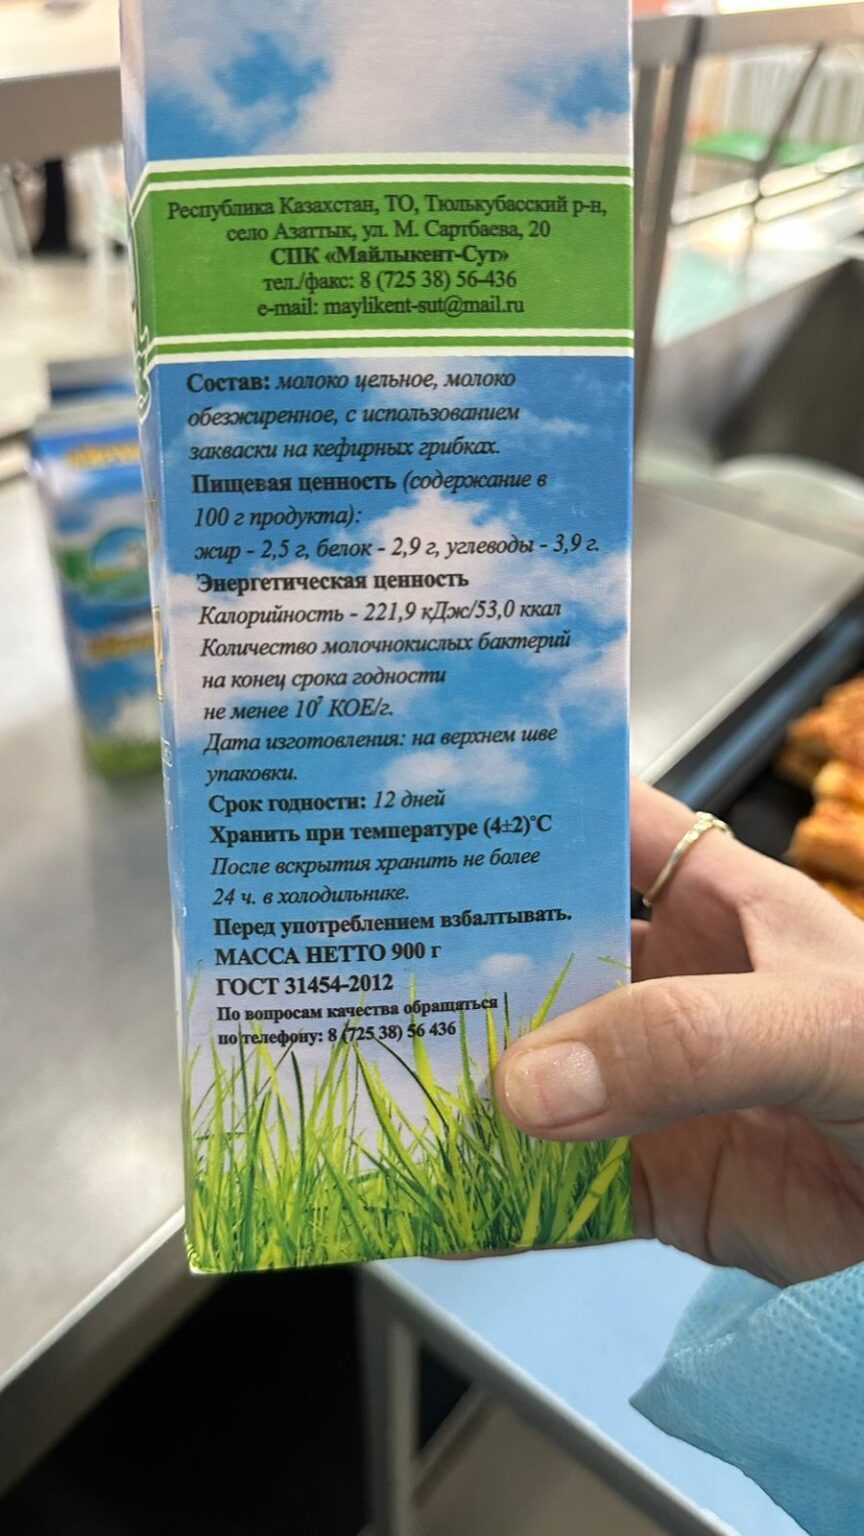 Республика Казахстан, ТО, Тюлькубасский р-н,
село Азаттык, ул. М. Сартбаева, 20
СПК «Майлыкент-Сут»
тел./факс: 8 (725 38) 56-436
e-mail: maylikent-sut@mail.ru
Состав: молоко цельное, молоко
обезжиренное, с использованием
закваски на кефирных грибках.
Пищевая ценность (содержание в
100 г продукта):
жир - 2,5 г, белок - 2,9 г, углеводы - 3,9 г.
Энергетическая ценность
Калорийность - 221,9 кДж/53,0 ккал
Количество молочнокислых бактерий
на конец срока годности
не менее 10⁷ КОЕ/г.
Дата изготовления: на верхнем шве
упаковки.
Срок годности: 12 дней
Хранить при температуре (4±2)°С
После вскрытия хранить не более
24 ч. в холодильнике.
Перед употреблением взбалтывать.
МАССА НЕТТО 900 г
ГОСТ 31454-2012
По вопросам качества обращаться
по телефону: 8 (725 38) 56 436